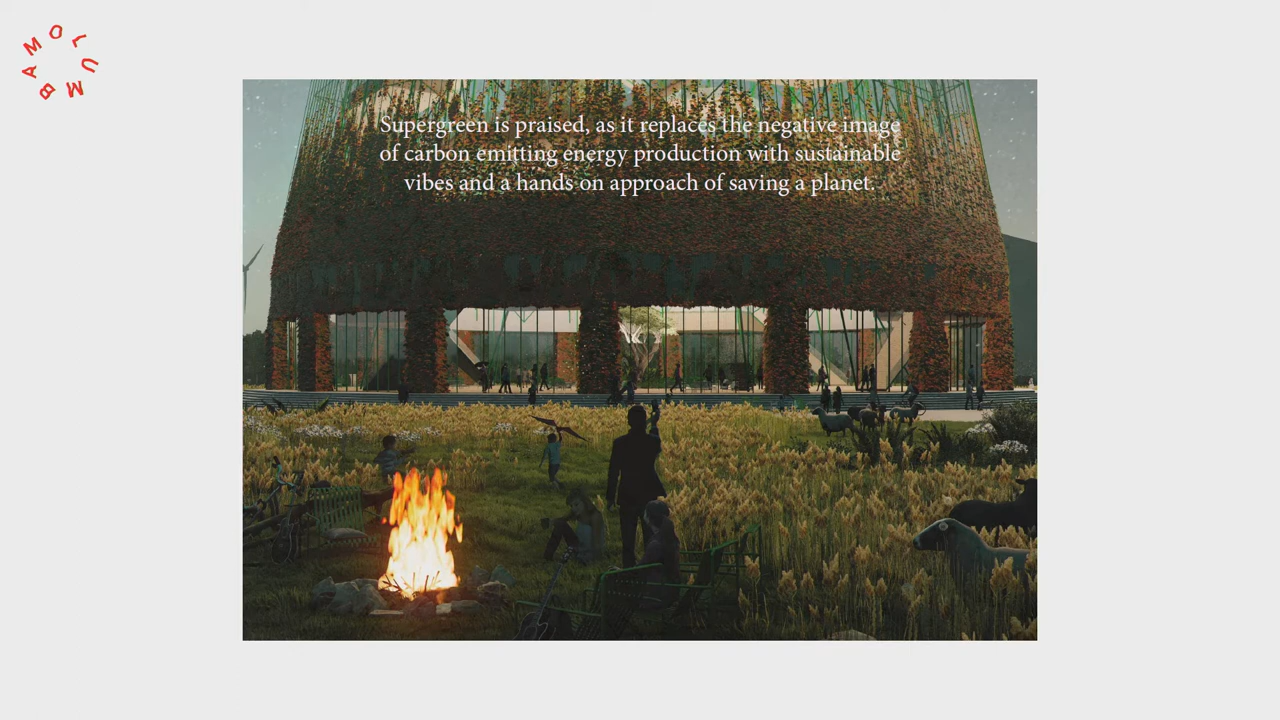 MOLUMBA
Supergreen is praised, as it replaces the negative image
of carbon emitting energy production with sustainable
vibes and a hands on approach of saving a planet.